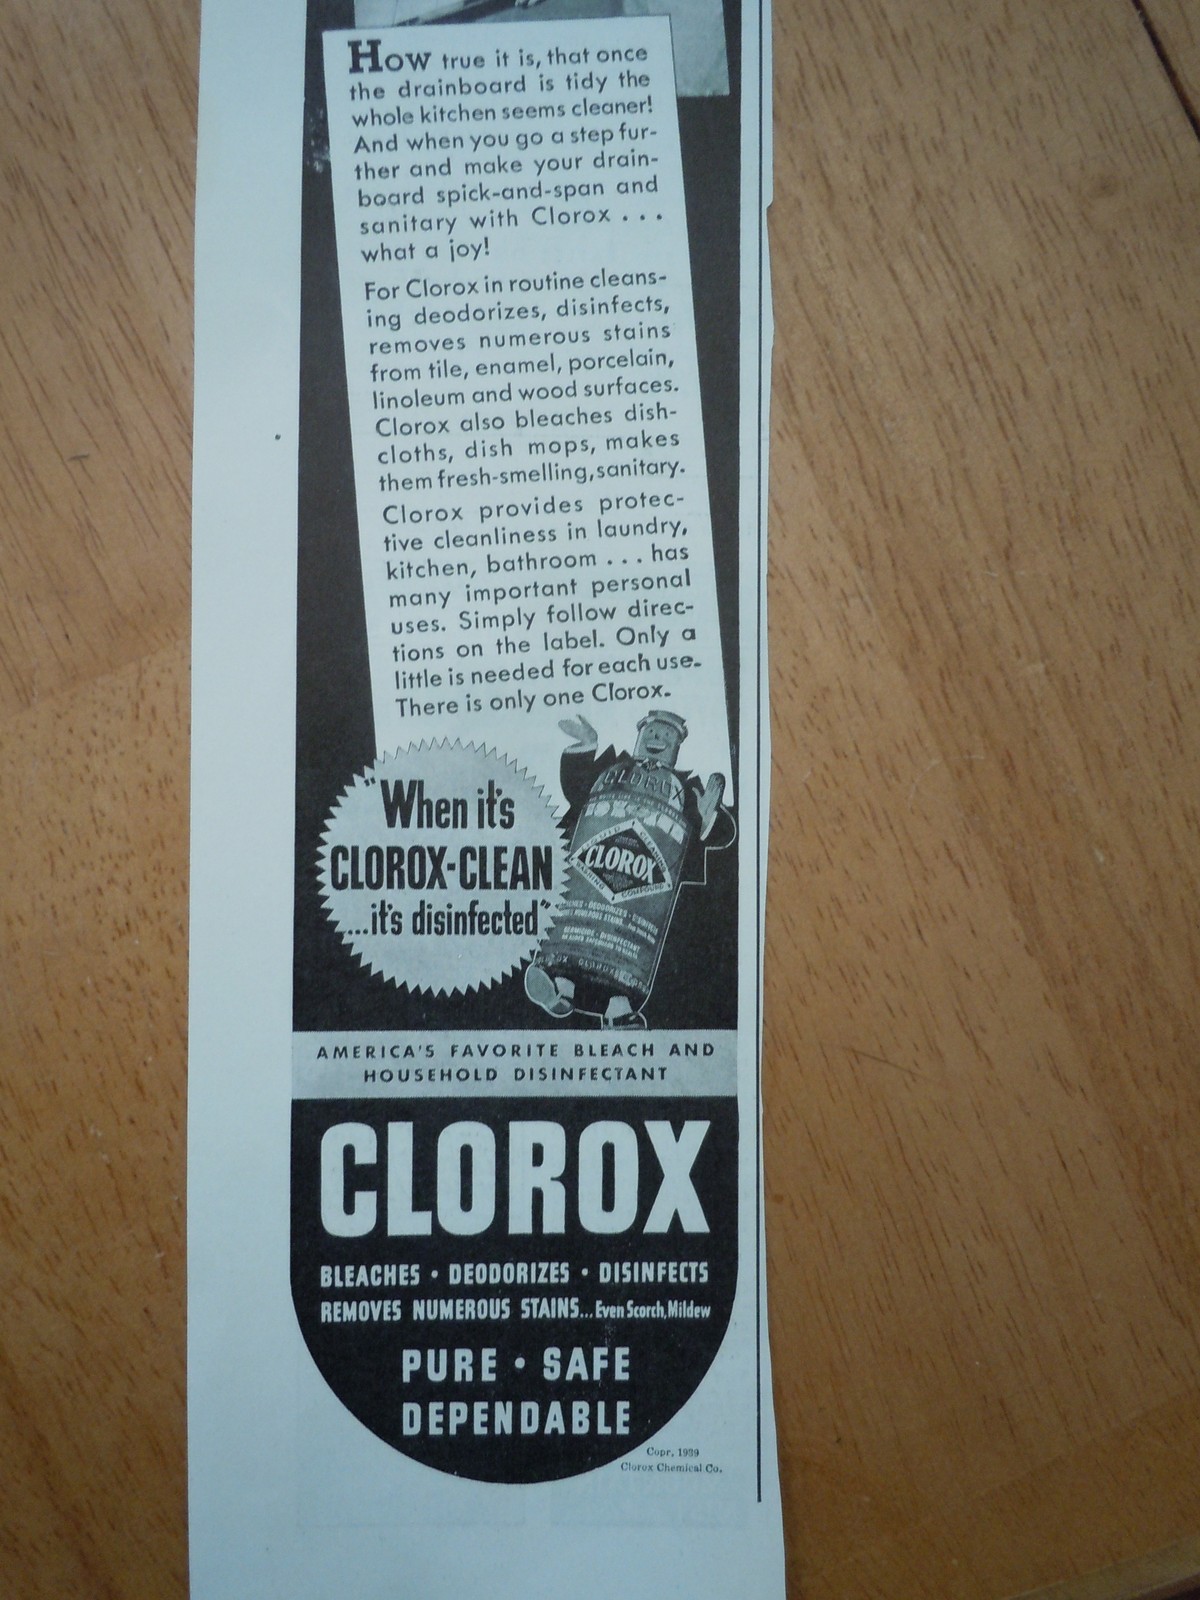 How true it is, that once
the drainboard is tidy the
whole kitchen seems cleaner!
And when you go a step fur-
ther and make your drain-
board spick-and-span and
sanitary with Clorox . . .
what a joy!
For Clorox in routine cleans-
ing deodorizes, disinfects,
removes numerous stains
from tile, enamel, porcelain,
linoleum and wood surfaces.
Clorox also bleaches dish-
cloths, dish mops, makes
them fresh-smelling, sanitary.
Clorox provides protec-
tive cleanliness in laundry,
kitchen, bathroom . . . has
many important personal
uses. Simply follow direc-
tions on the label. Only a
little is needed for each use.
There is only one Clorox.
"When it's
CLOROX-CLEAN
...it's disinfected"
CLOROX
CLOROX
COMPOUND
AMERICA'S FAVORITE BLEACH AND
HOUSEHOLD DISINFECTANT
CLOROX
BLEACHES • DEODORIZES • DISINFECTS
REMOVES NUMEROUS STAINS... Even Scorch, Mildew
PURE • SAFE
DEPENDABLE
Copr. 1939
Clorox Chemical Co.